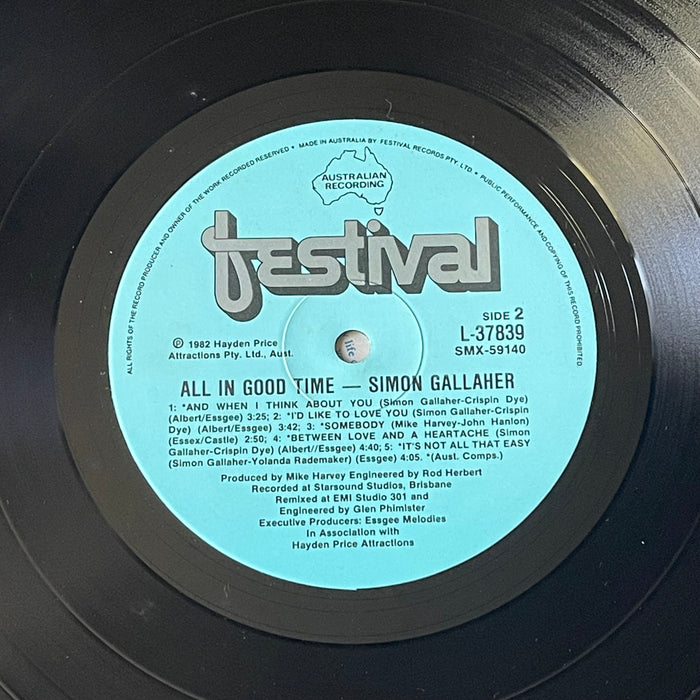 ALL RIGHTS OF THE RECORD PRODUCER AND OWNER OF THE WORK RECORDED RESERVED • MADE IN AUSTRALIA BY FESTIVAL RECORDS PTY. LTD • PUBLIC PERFORMANCE AND COPYING OF THIS RECORD PROHIBITED
AUSTRALIAN
RECORDING
festival
SIDE 2
L-37839
SMX-59140
℗ 1982 Hayden Price
Attractions Pty. Ltd., Aust.
life
ALL IN GOOD TIME — SIMON GALLAHER
1: *AND WHEN I THINK ABOUT YOU (Simon Gallaher-Crispin Dye)
(Albert/Essgee) 3:25; 2: *I'D LIKE TO LOVE YOU (Simon Gallaher-Crispin
Dye) (Albert/Essgee) 3:42; 3: *SOMEBODY (Mike Harvey-John Hanlon)
(Essex/Castle) 2:50; 4: *BETWEEN LOVE AND A HEARTACHE (Simon
Gallaher-Crispin Dye) (Albert//Essgee) 4:40; 5: *IT'S NOT ALL THAT EASY
(Simon Gallaher-Yolanda Rademaker) (Essgee) 4:05. *(Aust. Comps.)
Produced by Mike Harvey Engineered by Rod Herbert
Recorded at Starsound Studios, Brisbane
Remixed at EMI Studio 301 and
Engineered by Glen Phimister
Executive Producers: Essgee Melodies
In Association with
Hayden Price Attractions